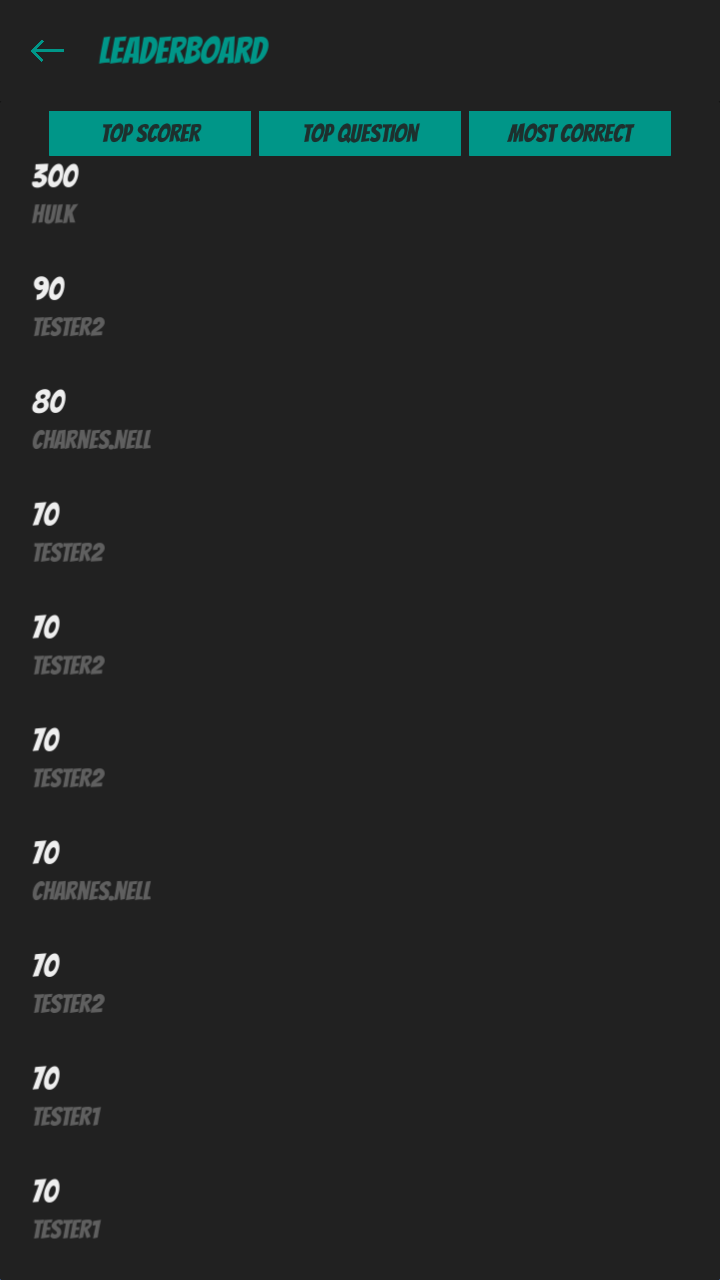 LEADERBOARD
TOP SCORER TOP QUESTION MOST CORRECT
300
HULK
90
TESTER2
80
CHARNES.NELL
70
TESTER2
70
TESTER2
70
TESTER2
70
CHARNES.NELL
70
TESTER2
70
TESTER1
70
TESTER1